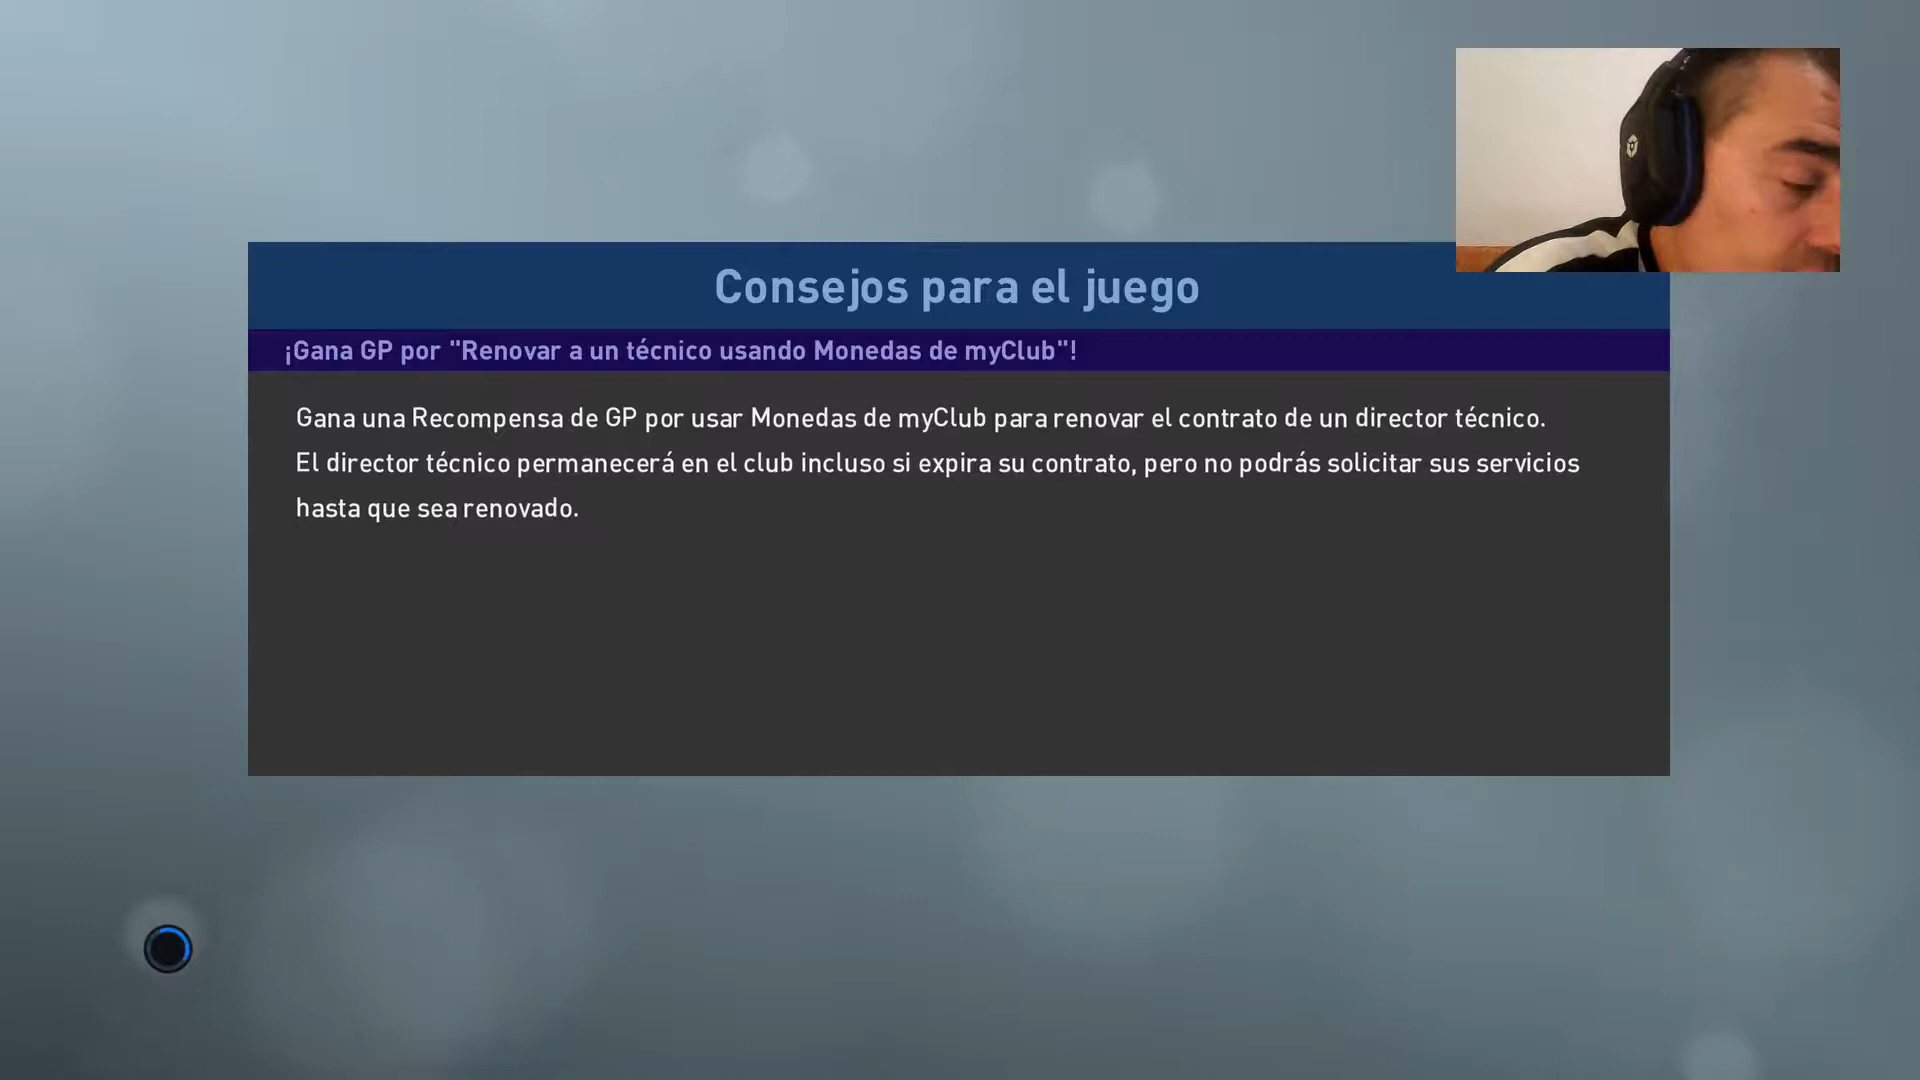 Consejos para el juego
¡Gana GP por "Renovar a un técnico usando Monedas de myClub"!
Gana una Recompensa de GP por usar Monedas de myClub para renovar el contrato de un director técnico.
El director técnico permanecerá en el club incluso si expira su contrato, pero no podrás solicitar sus servicios
hasta que sea renovado.